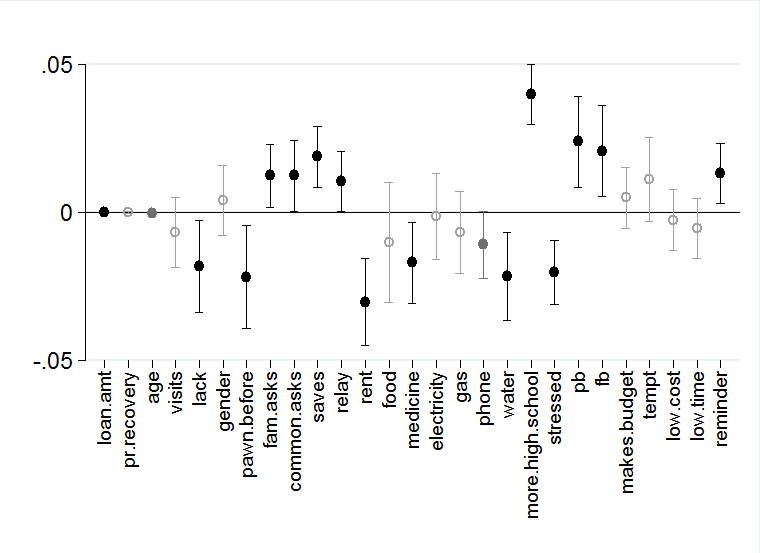 .05
0
-.05
loan.amt
pr.recovery
age
visits
lack
gender
pawn.before
fam.asks
common.asks
saves
relay
rent
food
medicine
electricity
gas
phone
water
more.high.school
stressed
pb
fb
makes.budget
tempt
low.cost
low.time
reminder